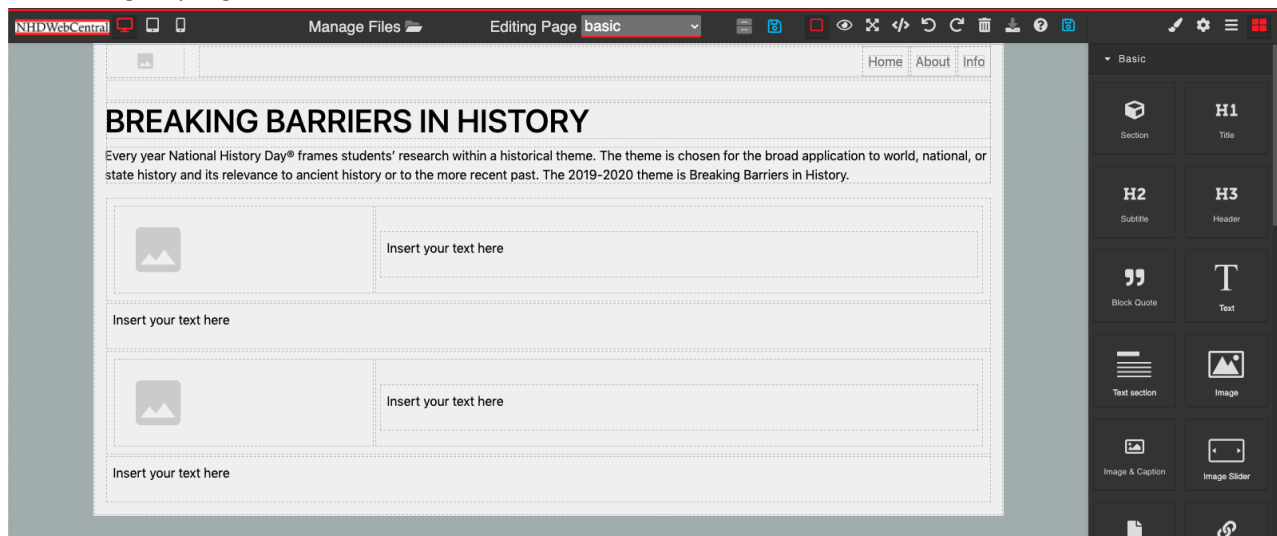 NHDWebCentral
Manage Files
Editing Page basic
Home About Info
BREAKING BARRIERS IN HISTORY
Every year National History Day® frames students’ research within a historical theme. The theme is chosen for the broad application to world, national, or
state history and its relevance to ancient history or to the more recent past. The 2019-2020 theme is Breaking Barriers in History.
Insert your text here
Insert your text here
Insert your text here
Insert your text here
Basic
H1
Section Title
H2 H3
Subtitle Header
Block Quote Text
Text section Image
Image & Caption Image Slider